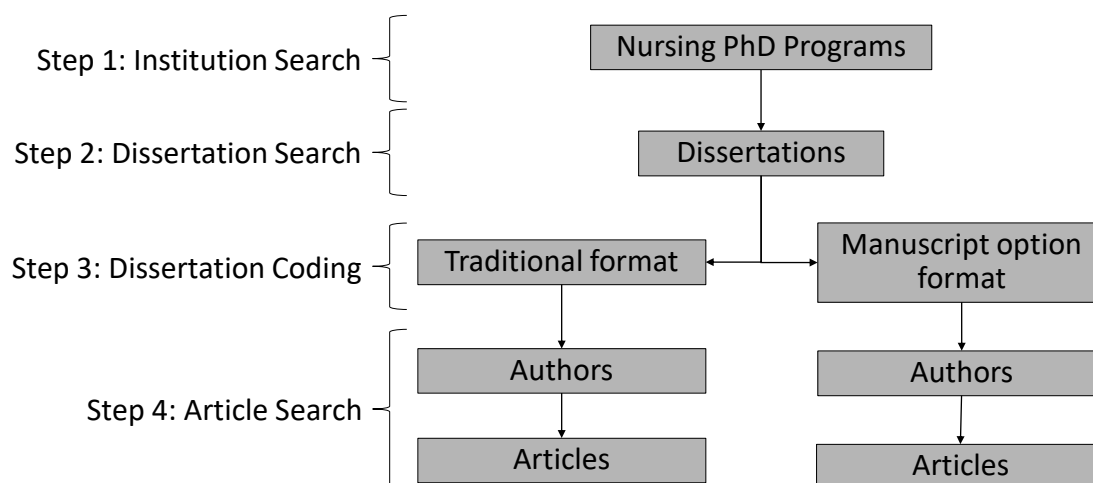 Step 1: Institution Search
Nursing PhD Programs
Step 2: Dissertation Search
Dissertations
Step 3: Dissertation Coding
Traditional format
Manuscript option
format
Step 4: Article Search
Authors
Authors
Articles
Articles